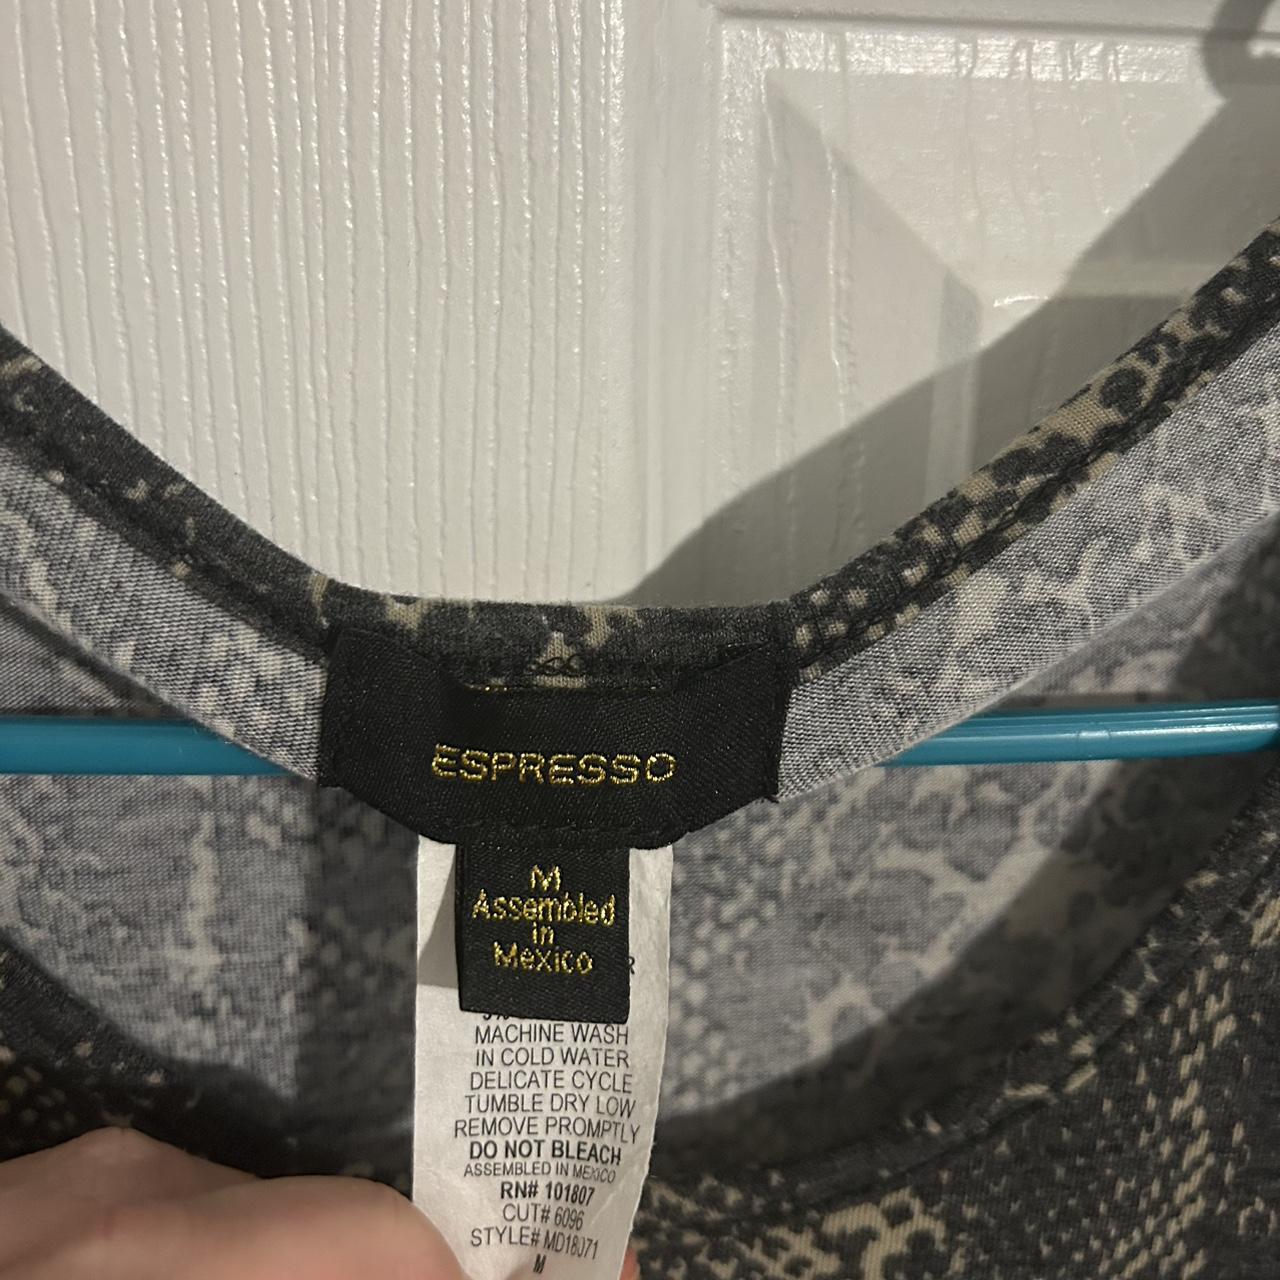 ESPRESSO
M
Assembled
in
Mexico
MACHINE WASH
IN COLD WATER
DELICATE CYCLE
TUMBLE DRY LOW
REMOVE PROMPTLY
DO NOT BLEACH
ASSEMBLED IN MEXICO
RN# 101807
CUT# 6096
STYLE# MD18071
M